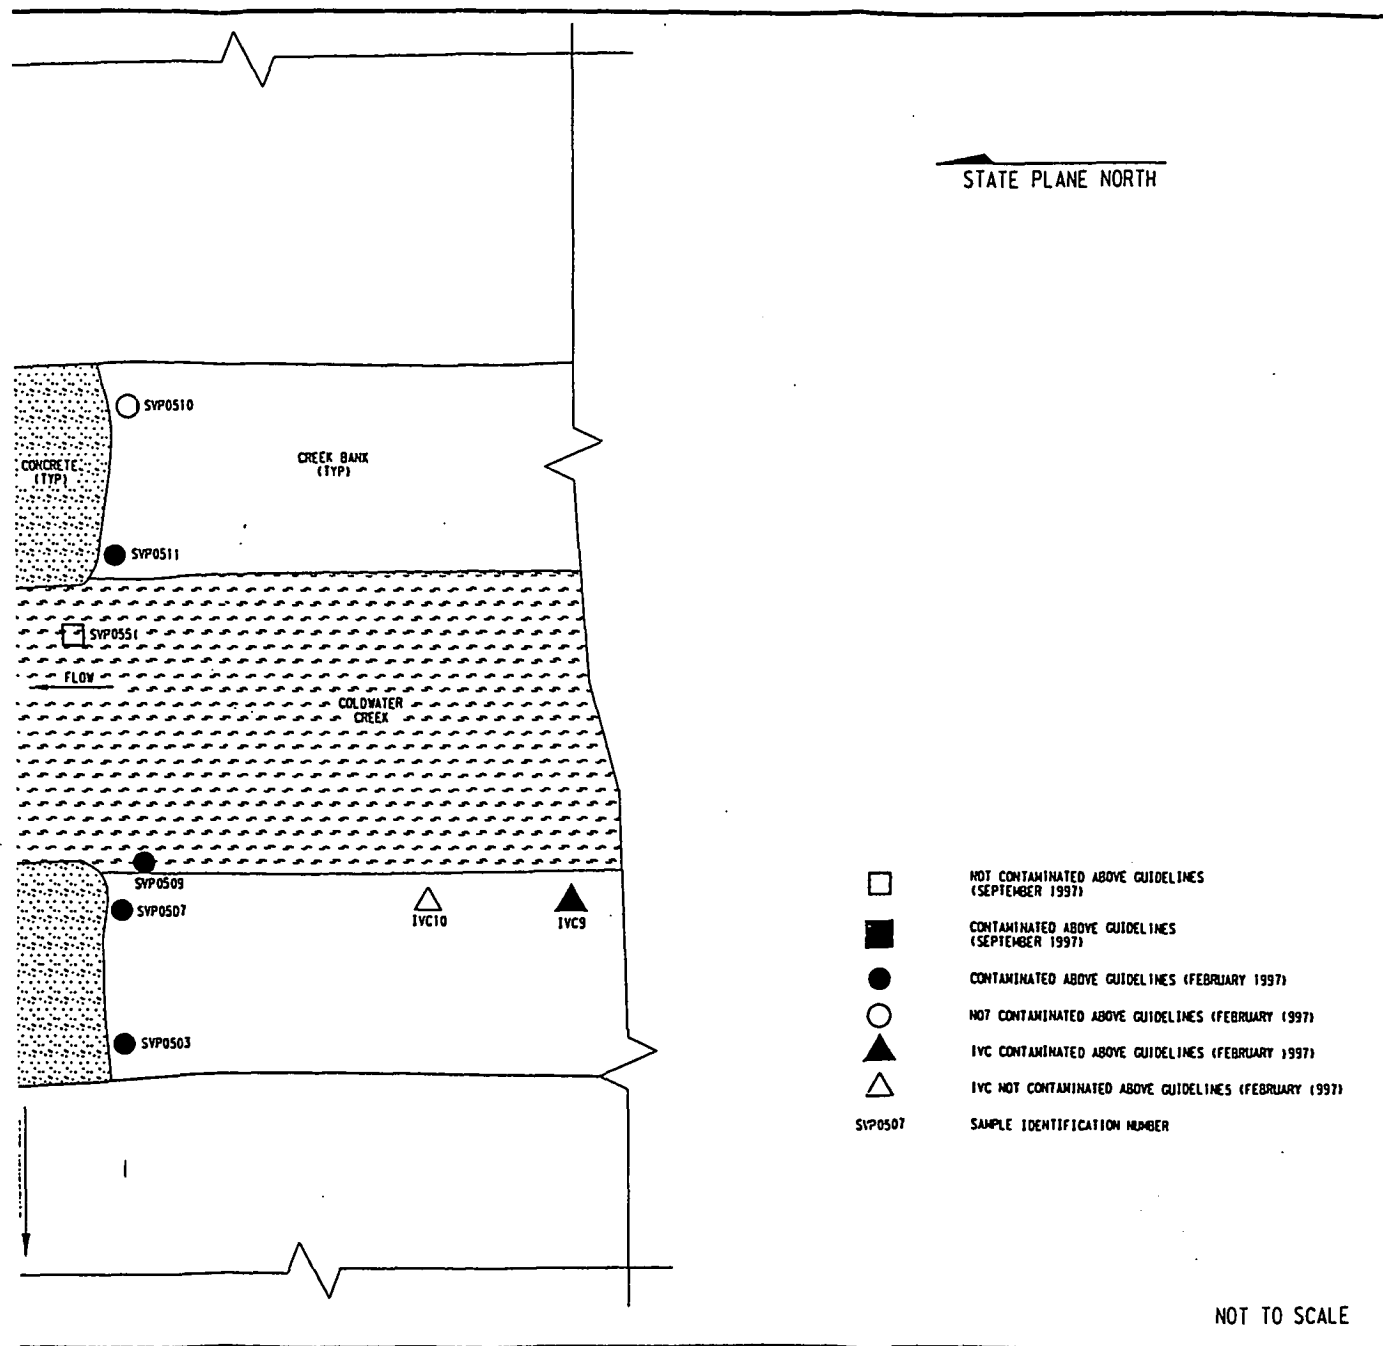 STATE PLANE NORTH
SVP0510
CONCRETE
(TYP)
CREEK BANK
(TYP)
SVP0511
SVP0551
FLOW
COLDWATER
CREEK
SVP0509
SVP0507
IVC10
IVC9
SVP0503
NOT CONTAMINATED ABOVE GUIDELINES
(SEPTEMBER 1997)
CONTAMINATED ABOVE GUIDELINES
(SEPTEMBER 1997)
CONTAMINATED ABOVE GUIDELINES (FEBRUARY 1997)
NOT CONTAMINATED ABOVE GUIDELINES (FEBRUARY 1997)
IVC CONTAMINATED ABOVE GUIDELINES (FEBRUARY 1997)
IVC NOT CONTAMINATED ABOVE GUIDELINES (FEBRUARY 1997)
SVP0507
SAMPLE IDENTIFICATION NUMBER
NOT TO SCALE